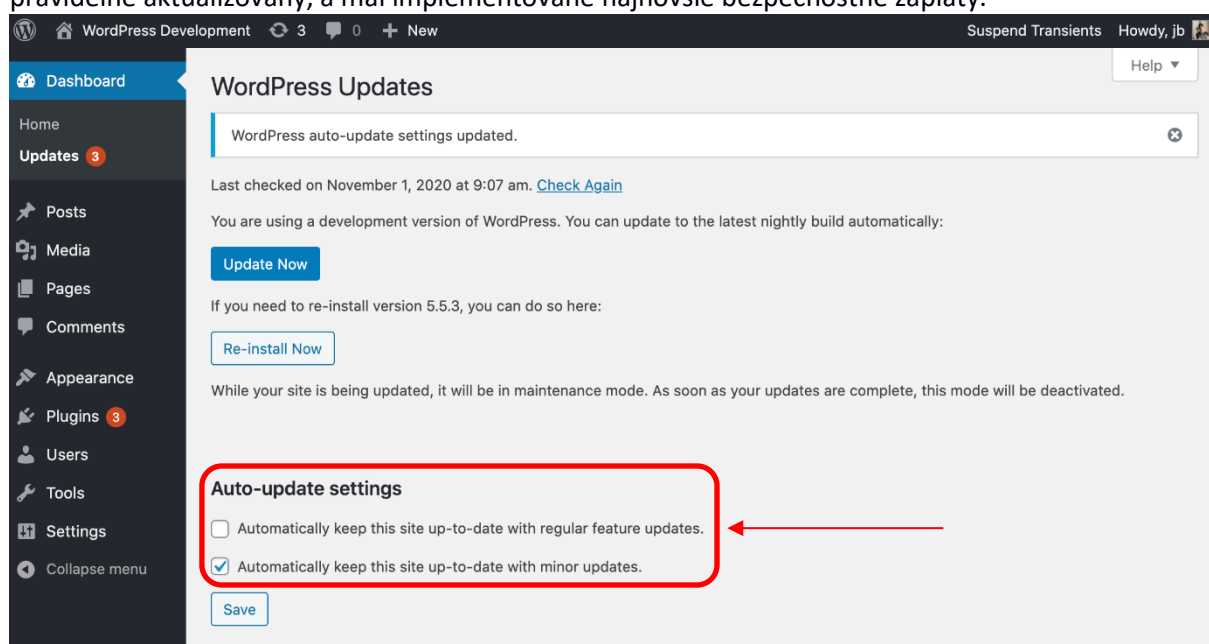 pravidelne aktualizovaný, a mal implementované najnovšie bezpečnostné záplaty.
WordPress Development 3 0 + New Suspend Transients Howdy, jb
Help
Dashboard
WordPress Updates
Home
WordPress auto-update settings updated.
Updates 3
Last checked on November 1, 2020 at 9:07 am. Check Again
Posts
You are using a development version of WordPress. You can update to the latest nightly build automatically:
Media
Update Now
Pages
If you need to re-install version 5.5.3, you can do so here:
Comments
Re-install Now
Appearance
While your site is being updated, it will be in maintenance mode. As soon as your updates are complete, this mode will be deactivated.
Plugins 3
Users
Tools
Auto-update settings
Settings
Automatically keep this site up-to-date with regular feature updates.
Collapse menu
Automatically keep this site up-to-date with minor updates.
Save